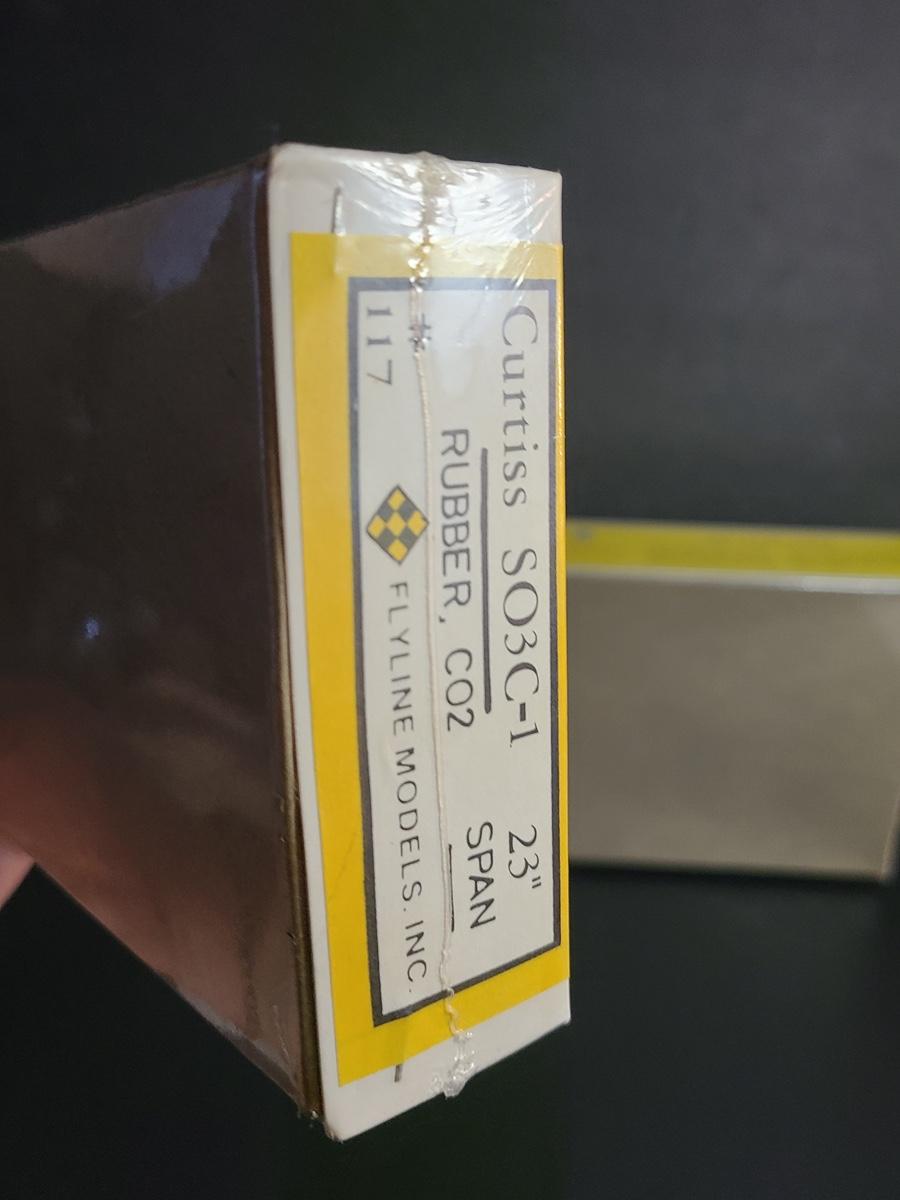 Curtiss SO3C-1 23"
RUBBER, CO2 SPAN
#
117 FLYLINE MODELS. INC.